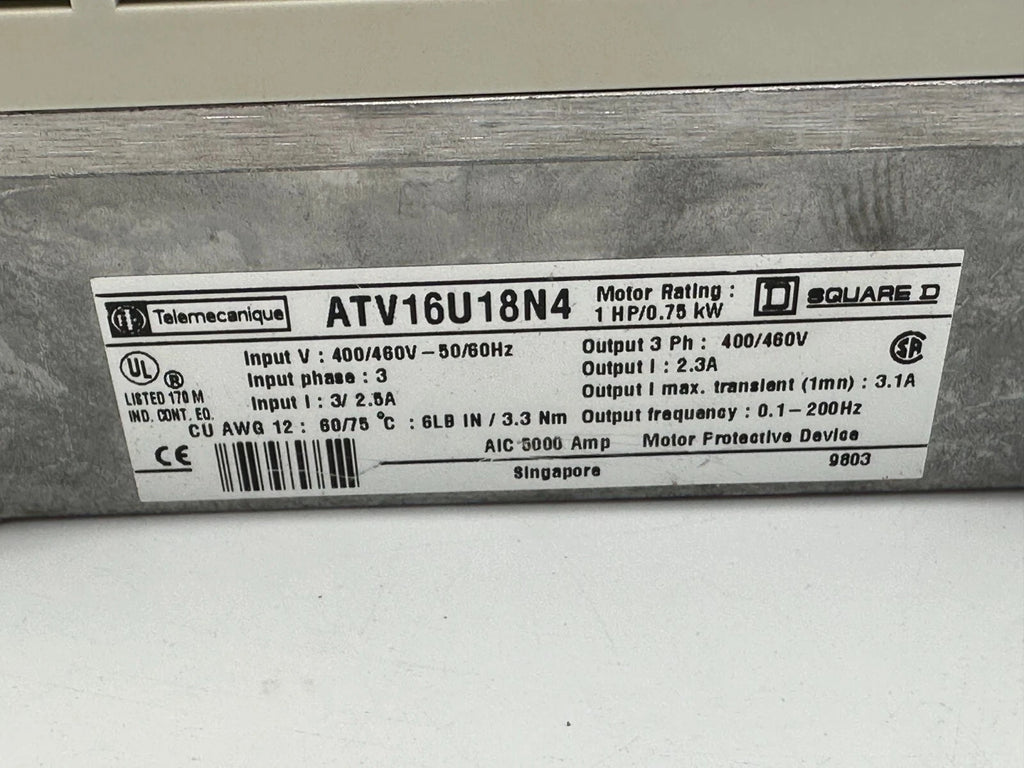 Telemecanique ATV16U18N4 Motor Rating : 1 HP/0.75 kW D SQUARE D
UL ®
LISTED 170 M
IND. CONT. EQ.
Input V : 400/460V – 50/60Hz
Input phase : 3
Input I : 3/ 2.5A
Output 3 Ph : 400/460V
Output I : 2.3A
Output I max. transient (1mn) : 3.1A
Output frequency : 0.1 – 200Hz
SA
CU AWG 12 : 60/75 °C : 6LB IN / 3.3 Nm
AIC 5000 Amp Motor Protective Device
CE
Singapore 9803